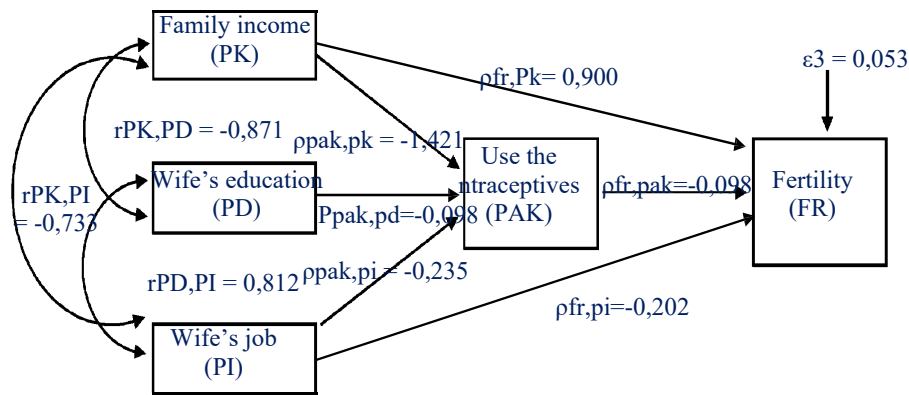 Family income
(PK)
ε3 = 0,053
ρfr,Pk= 0,900
rPK,PD = -0,871
ρpak,pk = -1,421
Use the
ntraceptives
(PAK)
Wife's education
(PD)
Ppak,pd=-0,098
ρfr,pak=-0,098
Fertility
(FR)
rPK,PI
= -0,733
rPD,PI = 0,812
ρpak,pi = -0,235
ρfr,pi=-0,202
Wife's job
(PI)